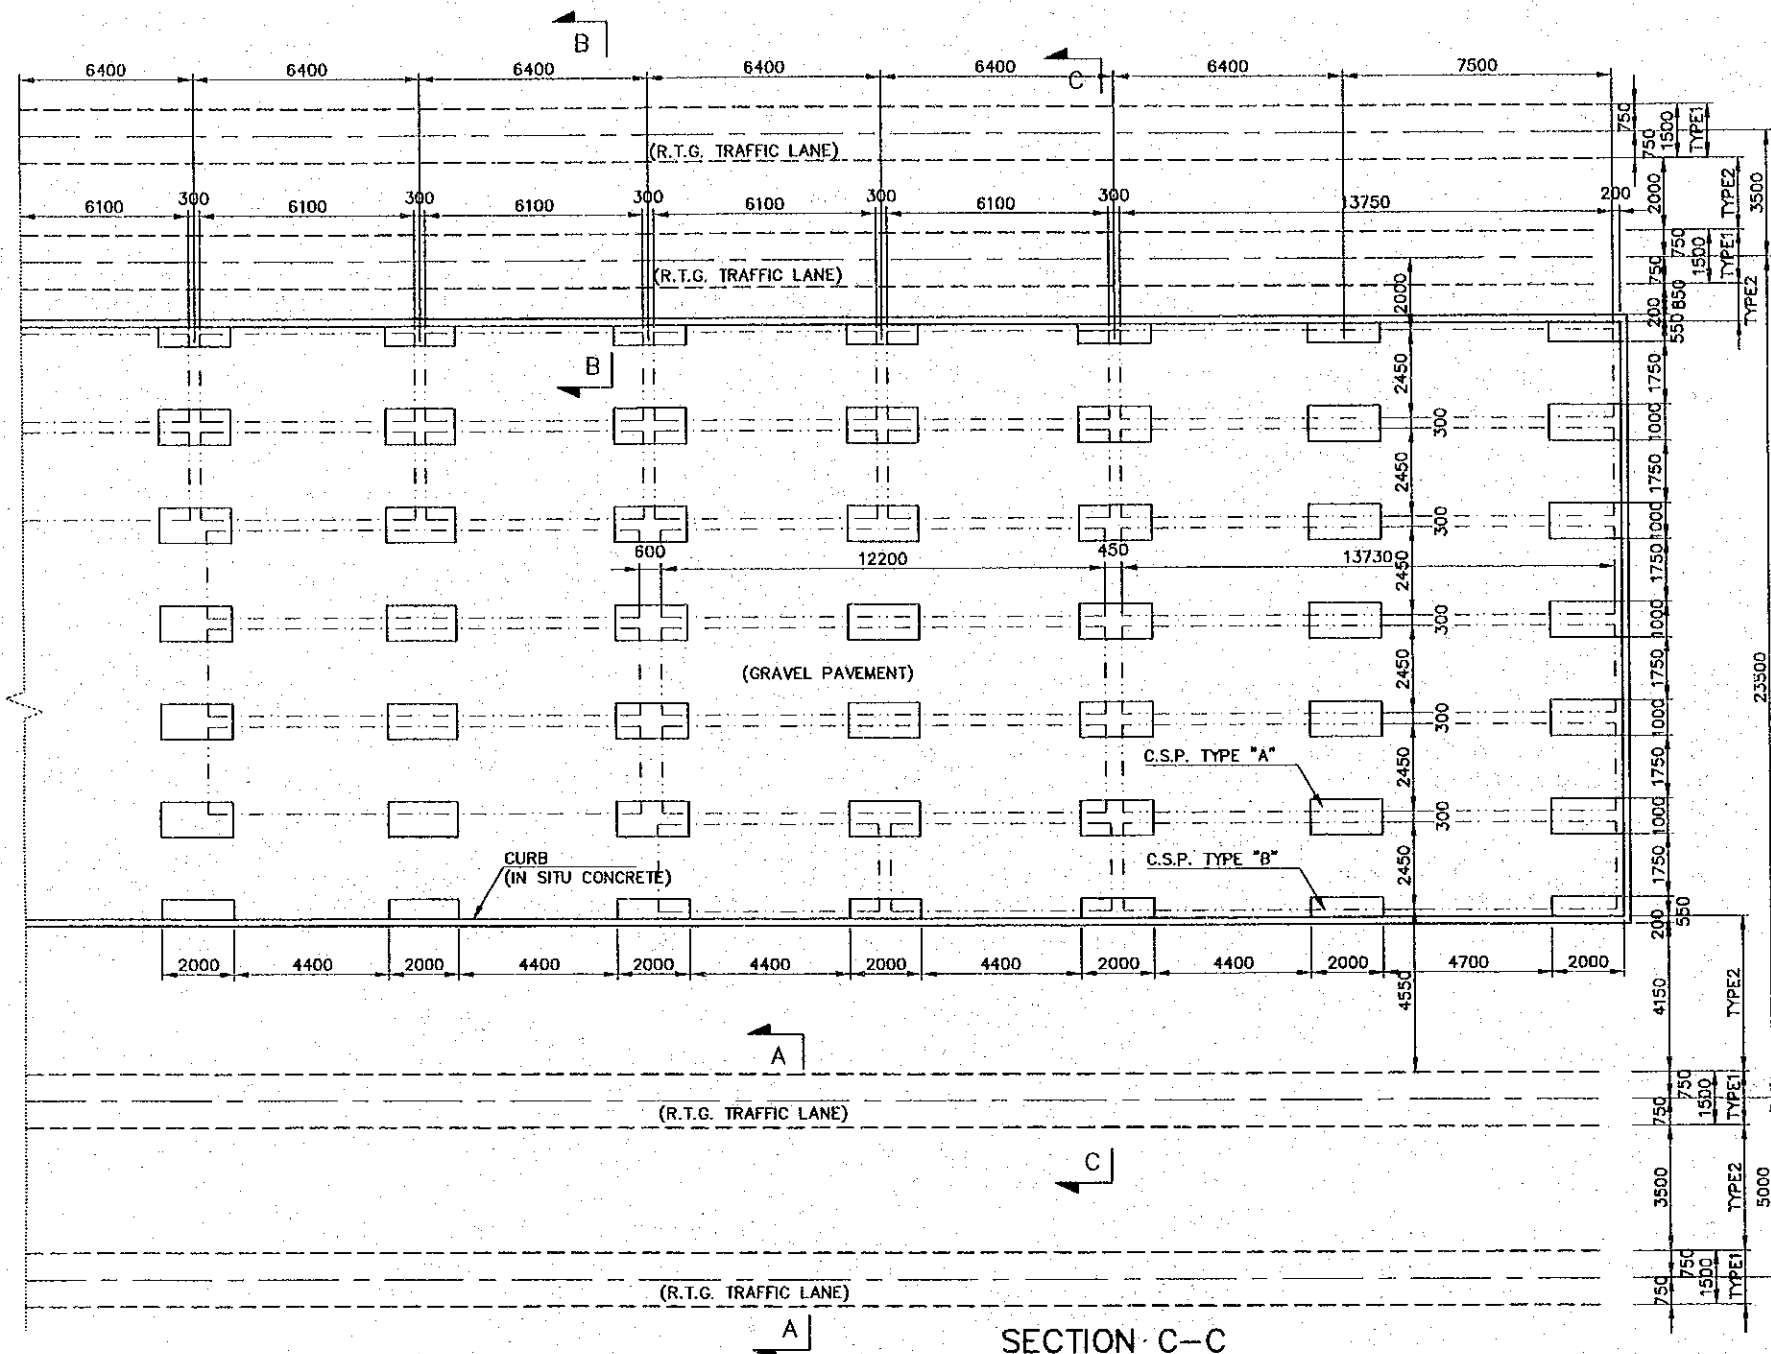 B
C
6400 6400 6400 6400 6400 6400 7500
750
750
1500
TYPE1
(R.T.G. TRAFFIC LANE)
300 300 300 300 300 200
6100 6100 6100 6100 6100 13750
2000
TYPE2
3500
750
1500
TYPE1
(R.T.G. TRAFFIC LANE)
750
2000
850
200
550
TYPE2
B
2450
1750
300
1000
2450
1750
300
1000
600 12200 450 13730
2450
1750
300
1000
2450
1750
(GRAVEL PAVEMENT)
23500
300
1000
C.S.P. TYPE "A"
2450
1750
300
1000
CURB
(IN SITU CONCRETE)
C.S.P. TYPE "B"
2450
1750
550
200
2000 4400 2000 4400 2000 4400 2000 4400 2000 4400 2000 4700 2000
4550
4150
TYPE2
A
750
1500
TYPE1
(R.T.G. TRAFFIC LANE)
750
C
3500
TYPE2
5000
750
1500
TYPE1
(R.T.G. TRAFFIC LANE)
750
A
SECTION C-C